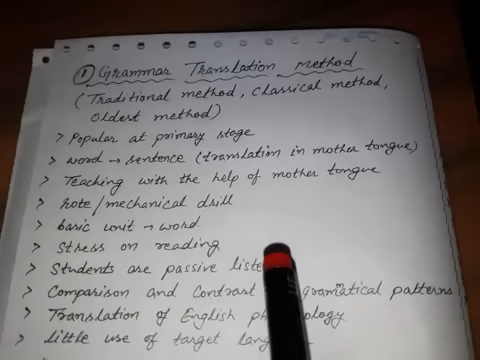 ① Grammar Translation Method
(Traditional method, classical method,
oldest method)
> Popular at primary stage
> word → sentence (translation in mother tongue)
> Teaching with the help of mother tongue
> Rote/mechanical drill
> basic unit → word
> Stress on reading
> Students are passive
> Comparison and Contrast gramatical patterns
> Translation of English
> little use of target